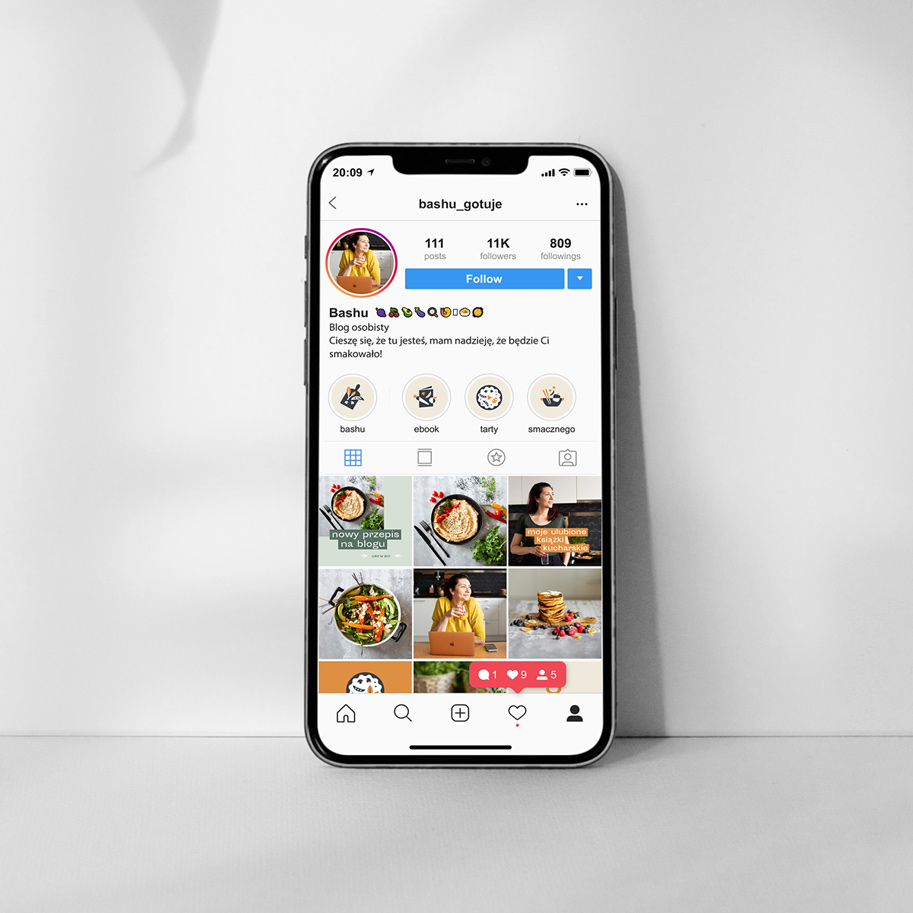 20:09
bashu_gotuje
111
11K
809
posts
followers
followings
Follow
Bashu
Blog osobisty
Cieszę się, że tu jesteś, mam nadzieję, że będzie Ci
smakowało!
bashu
ebook
tarty
smacznego
nowy przepis
na blogu
moje ulubione
książki
kucharskie
1
9
5